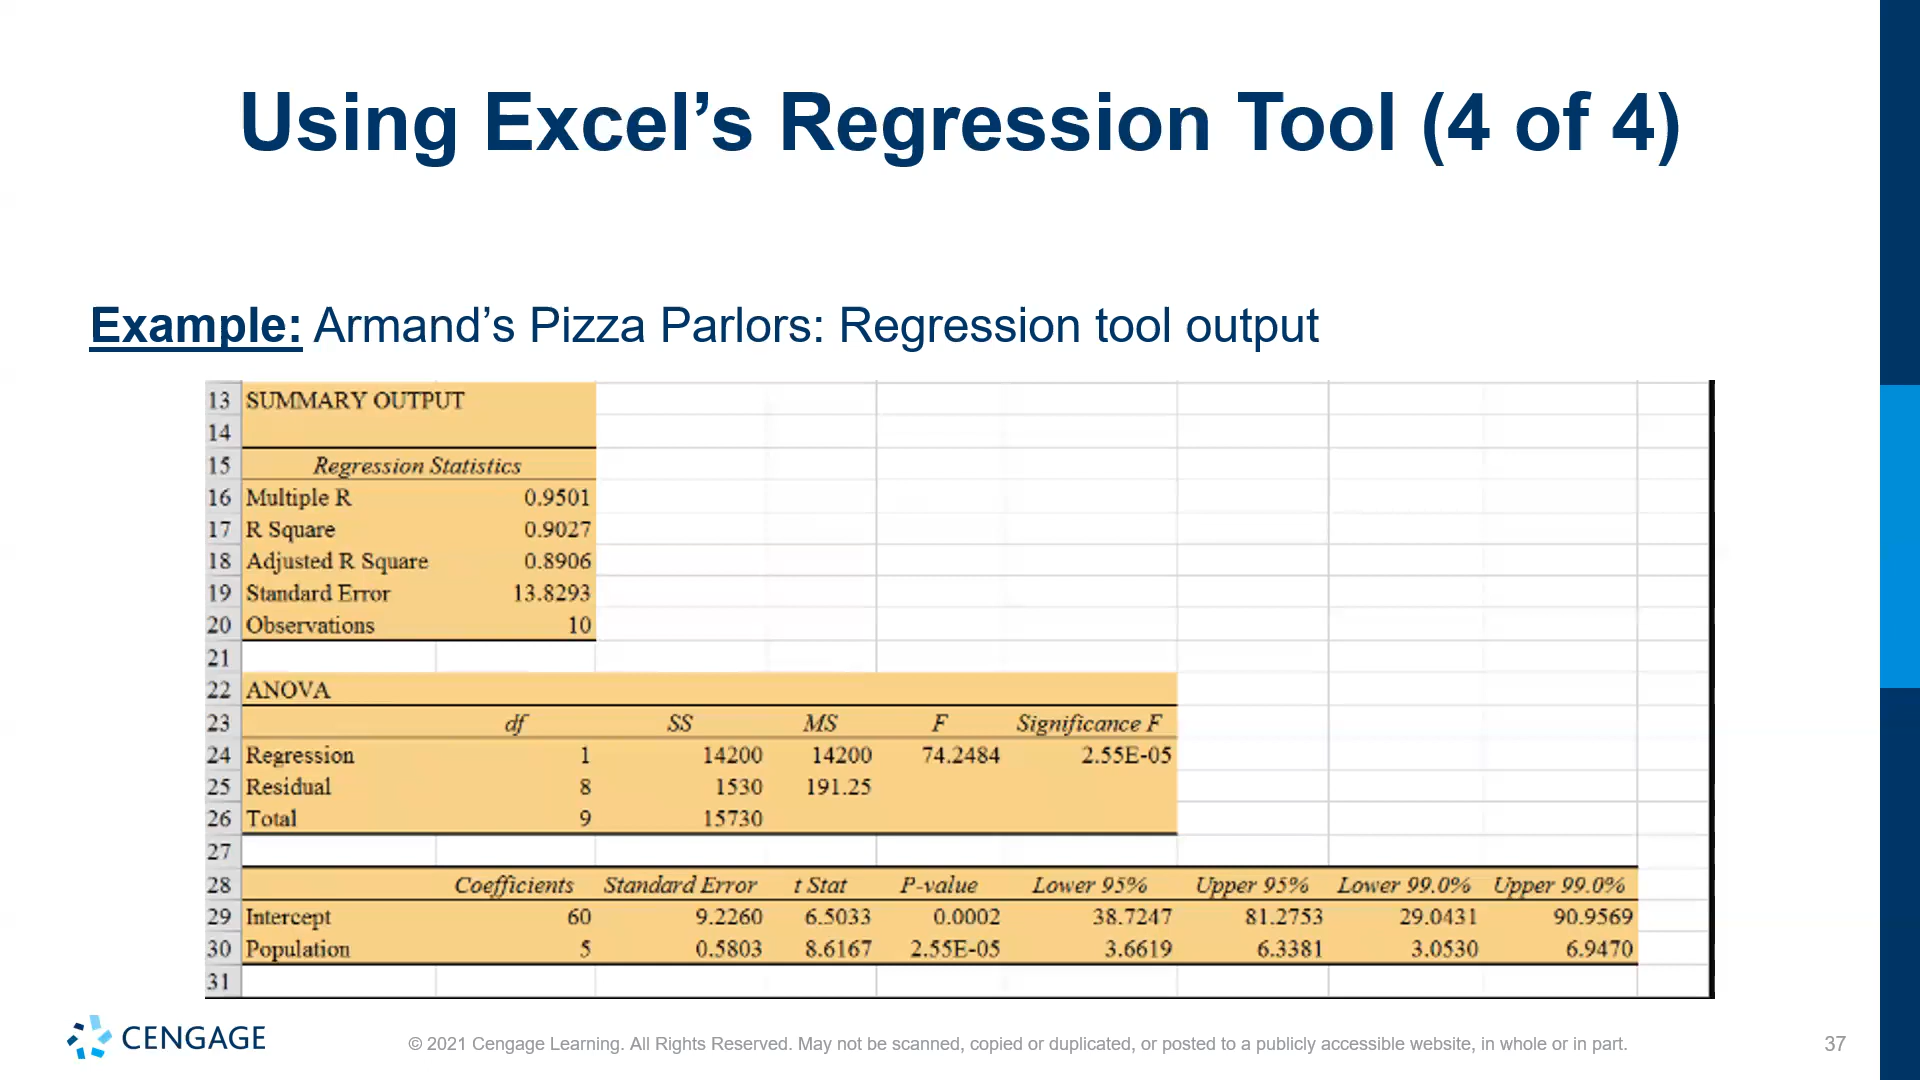 Using Excel’s Regression Tool (4 of 4)
Example: Armand’s Pizza Parlors: Regression tool output
13 SUMMARY OUTPUT
14
15 Regression Statistics
16 Multiple R 0.9501
17 R Square 0.9027
18 Adjusted R Square 0.8906
19 Standard Error 13.8293
20 Observations 10
21
22 ANOVA
23 df SS MS F Significance F
24 Regression 1 14200 14200 74.2484 2.55E-05
25 Residual 8 1530 191.25
26 Total 9 15730
27
28 Coefficients Standard Error t Stat P-value Lower 95% Upper 95% Lower 99.0% Upper 99.0%
29 Intercept 60 9.2260 6.5033 0.0002 38.7247 81.2753 29.0431 90.9569
30 Population 5 0.5803 8.6167 2.55E-05 3.6619 6.3381 3.0530 6.9470
31
CENGAGE
© 2021 Cengage Learning. All Rights Reserved. May not be scanned, copied or duplicated, or posted to a publicly accessible website, in whole or in part.
37